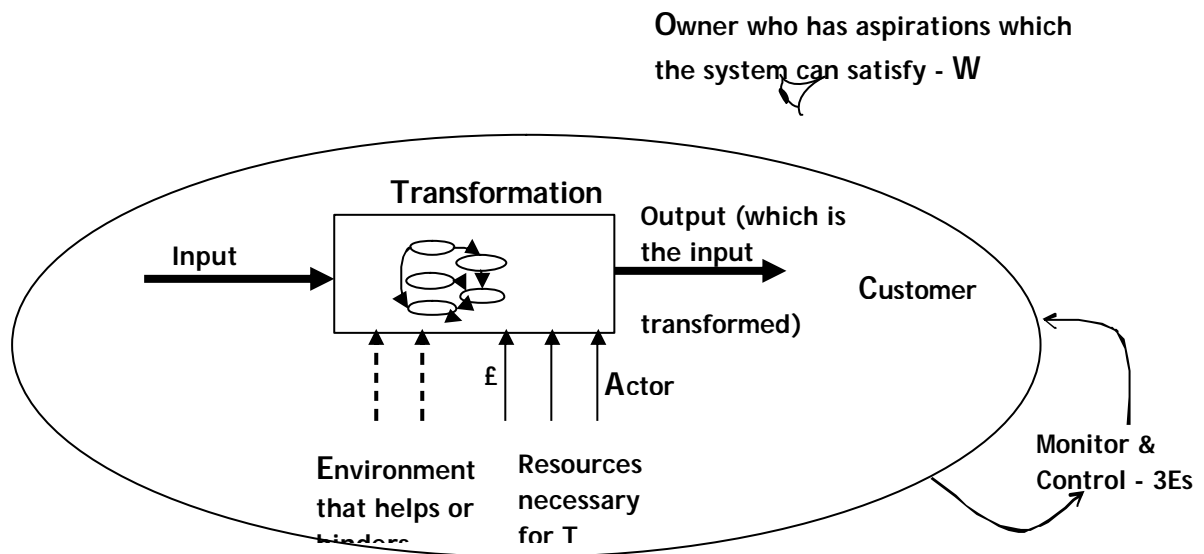 Owner who has aspirations which
the system can satisfy - W
Transformation
Input
Output (which is
the input
transformed)
Customer
£
Actor
Environment
that helps or
hinders
Resources
necessary
for T
Monitor &
Control - 3Es